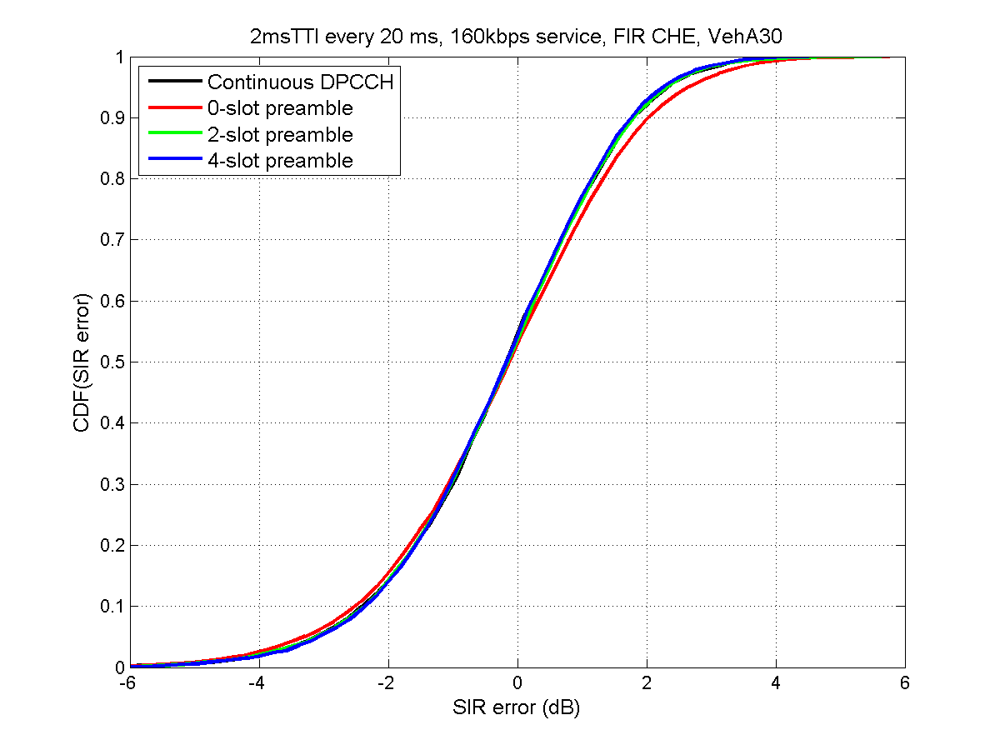 2msTTI every 20 ms, 160kbps service, FIR CHE, VehA30
Continuous DPCCH
0-slot preamble
2-slot preamble
4-slot preamble
CDF(SIR error)
1
0.9
0.8
0.7
0.6
0.5
0.4
0.3
0.2
0.1
0
-6 -4 -2 0 2 4 6
SIR error (dB)